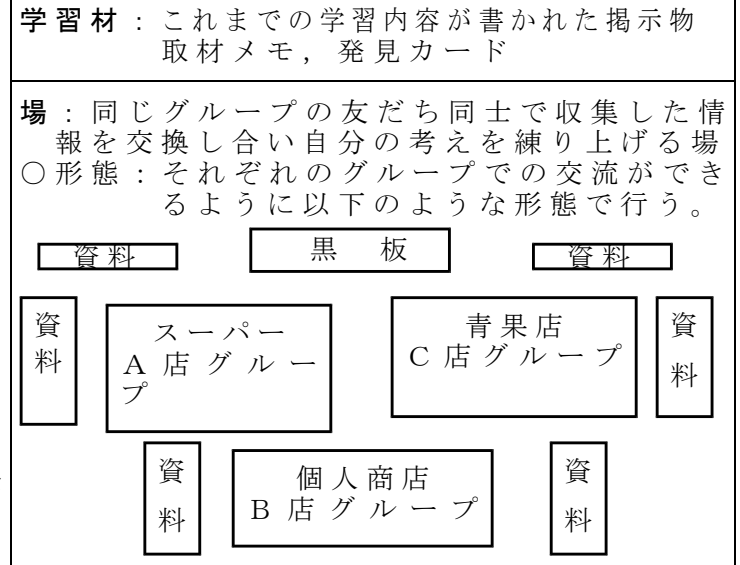 学習材：これまでの学習内容が書かれた掲示物
取材メモ，発見カード
場：同じグループの友だち同士で収集した情
報を交換し合い自分の考えを練り上げる場
○形態：それぞれのグループでの交流ができ
るように以下のような形態で行う。
資料
黒　板
資料
資
料
スーパー
A店グルー
プ
青果店
C店グループ
資
料
資
料
個人商店
B店グループ
資
料